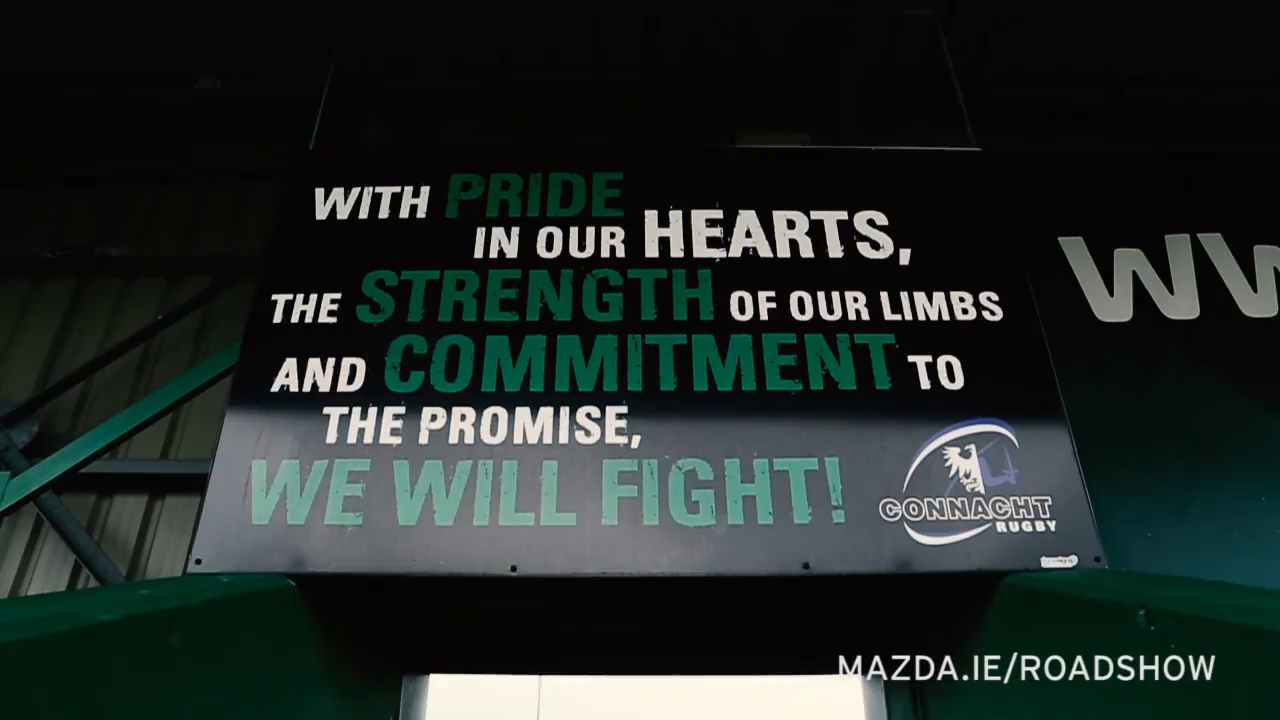 WITH PRIDE
IN OUR HEARTS,
THE STRENGTH OF OUR LIMBS
AND COMMITMENT TO
THE PROMISE,
WE WILL FIGHT!
CONNACHT
RUGBY
WW
MAZDA.IE/ROADSHOW